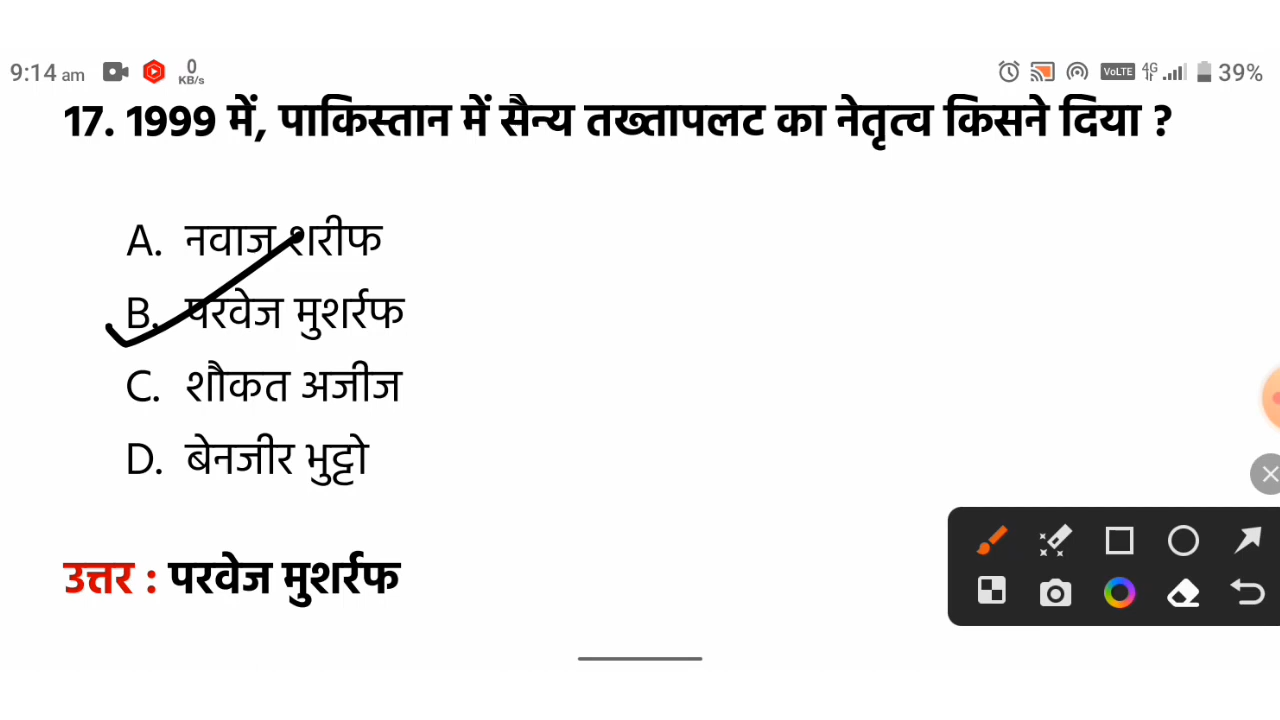 9:14 am 0 KB/s VoLTE 4G 39%
17. 1999 में, पाकिस्तान में सैन्य तख्तापलट का नेतृत्व किसने दिया ?
A. नवाज शरीफ
B. परवेज मुशर्रफ
C. शौकत अजीज
D. बेनजीर भुट्टो
उत्तर : परवेज मुशर्रफ